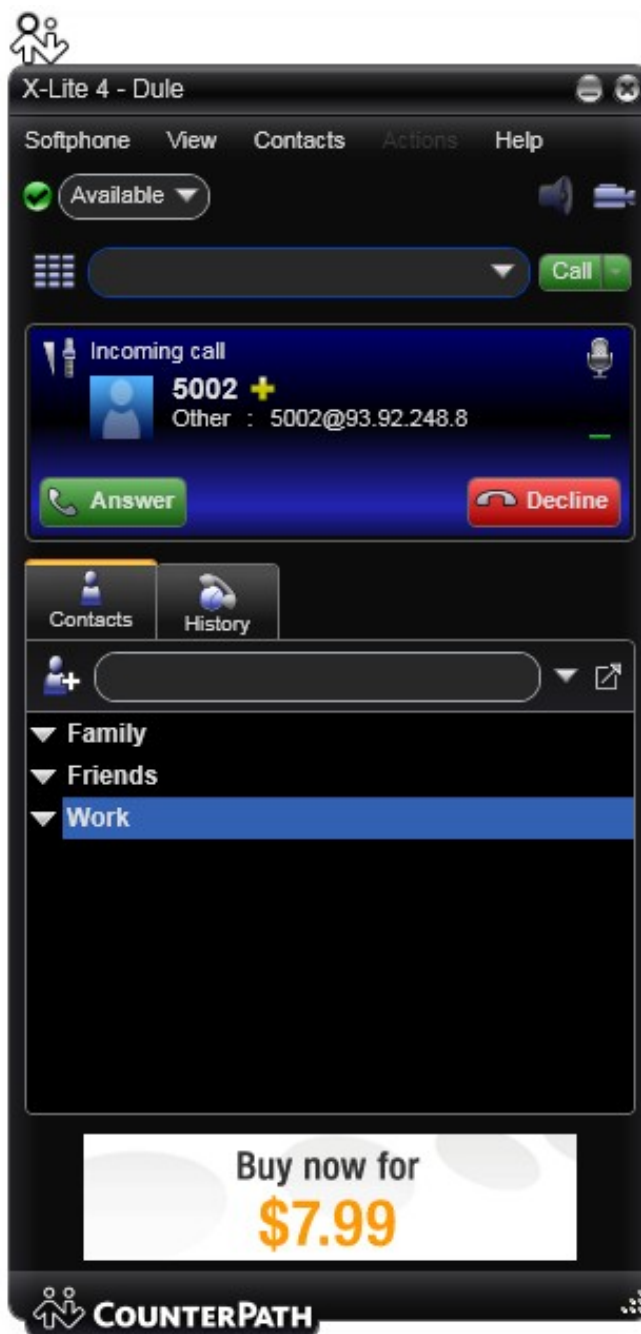 X-Lite 4 - Dule
Softphone View Contacts Actions Help
Available
Call
Incoming call
5002
Other : 5002@93.92.248.8
Answer Decline
Contacts History
Family
Friends
Work
Buy now for
$7.99
COUNTERPATH